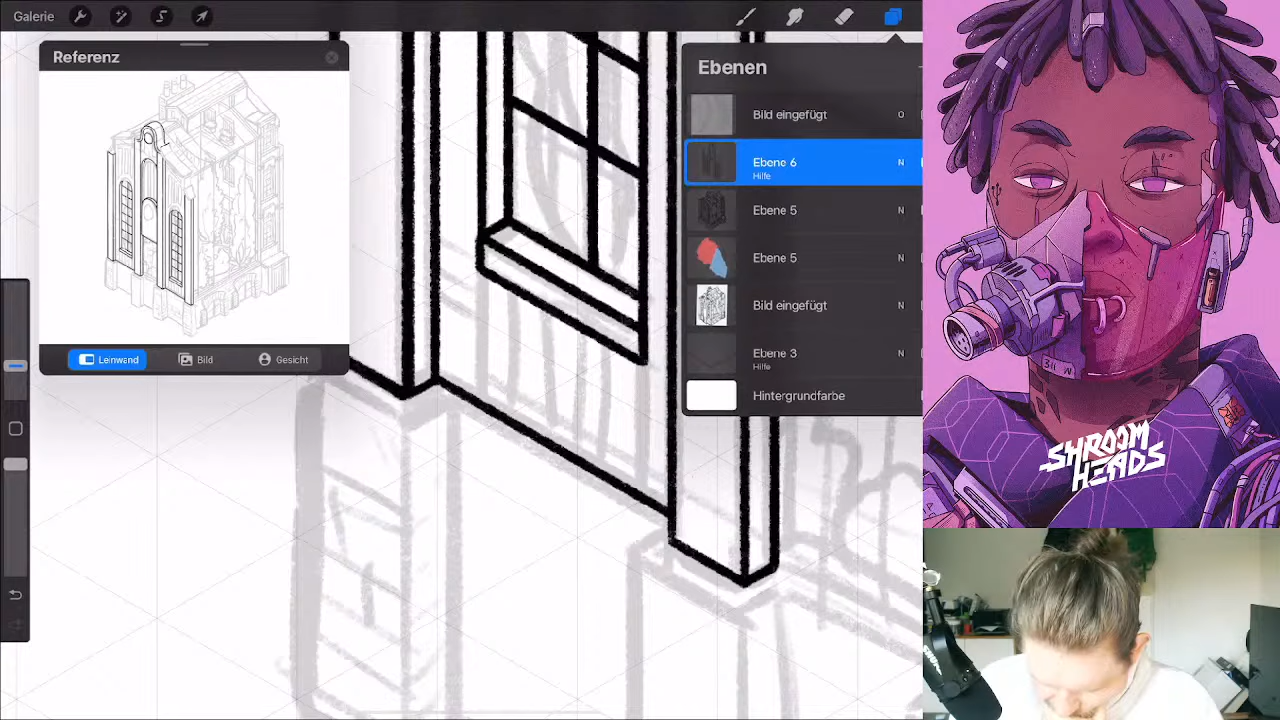 Galerie
Referenz
Leinwand
Bild
Gesicht
Ebenen
Bild eingefügt
O
Ebene 6
N
Hilfe
Ebene 5
N
Ebene 5
N
Bild eingefügt
N
Ebene 3
N
Hilfe
Hintergrundfarbe
SHROOM
HEADS